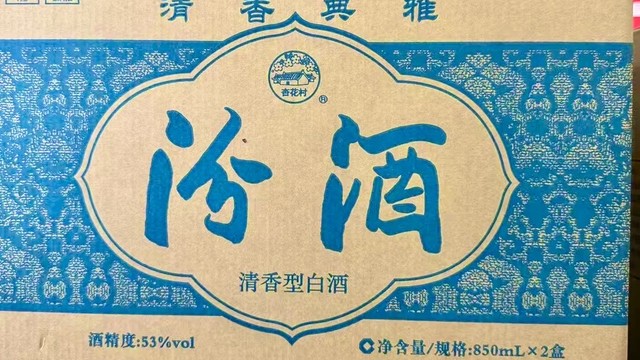 清香典雅
杏花村
®
汾酒
清香型白酒
酒精度:53%vol
净含量/规格:850mL×2盒